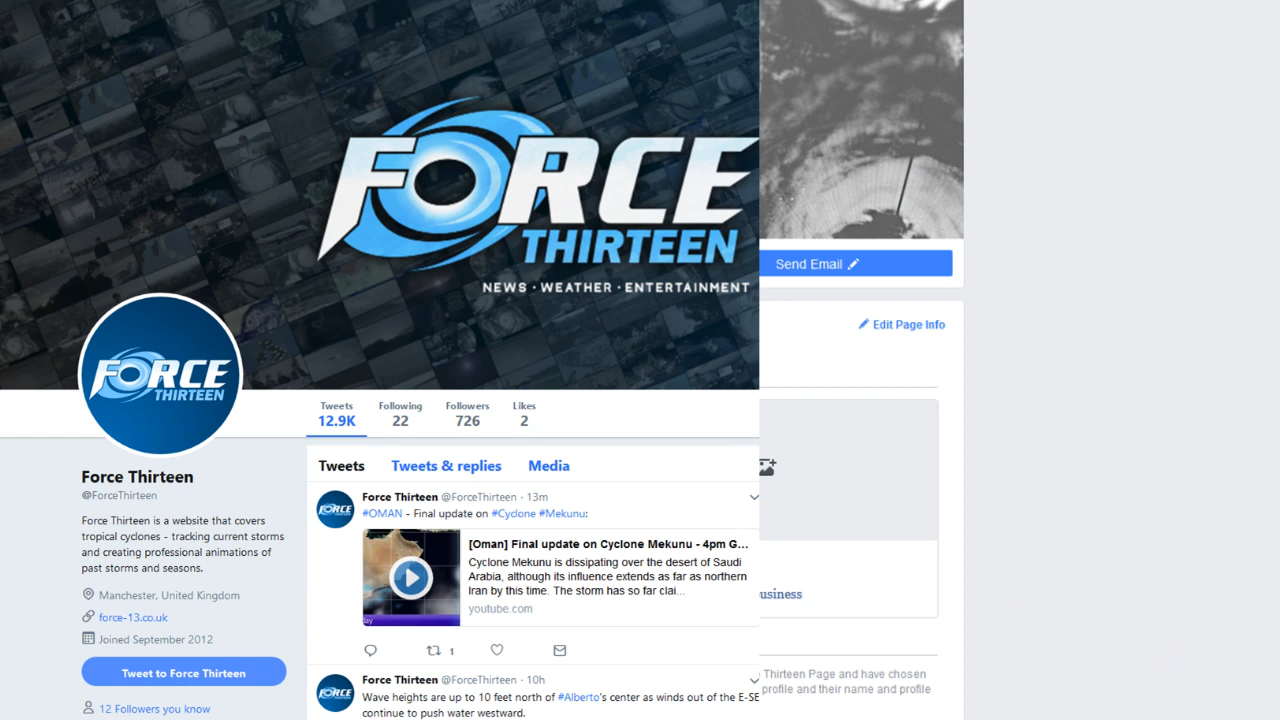 FORCE
THIRTEEN
NEWS · WEATHER · ENTERTAINMENT
Send Email
Edit Page Info
FORCE
THIRTEEN
Tweets Following Followers Likes
12.9K 22 726 2
Tweets Tweets & replies Media
Force Thirteen
@ForceThirteen
Force Thirteen is a website that covers
tropical cyclones - tracking current storms
and creating professional animations of
past storms and seasons.
Manchester, United Kingdom
force-13.co.uk
Joined September 2012
Tweet to Force Thirteen
12 Followers you know
FORCE
THIRTEEN
Force Thirteen @ForceThirteen · 13m
#OMAN - Final update on #Cyclone #Mekunu:
[Oman] Final update on Cyclone Mekunu - 4pm G...
Cyclone Mekunu is dissipating over the desert of Saudi
Arabia, although its influence extends as far as northern
Iran by this time. The storm has so far clai...
youtube.com
day
1
FORCE
THIRTEEN
Force Thirteen @ForceThirteen · 10h
Wave heights are up to 10 feet north of #Alberto's center as winds out of the E-SE
continue to push water westward.
usiness
Thirteen Page and have chosen
profile and their name and profile